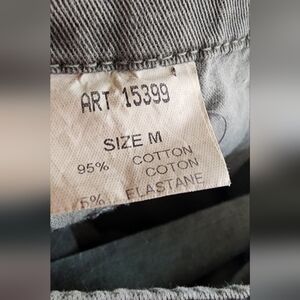 ART 15399
SIZE M
95% COTTON
COTON
5% ELASTANE